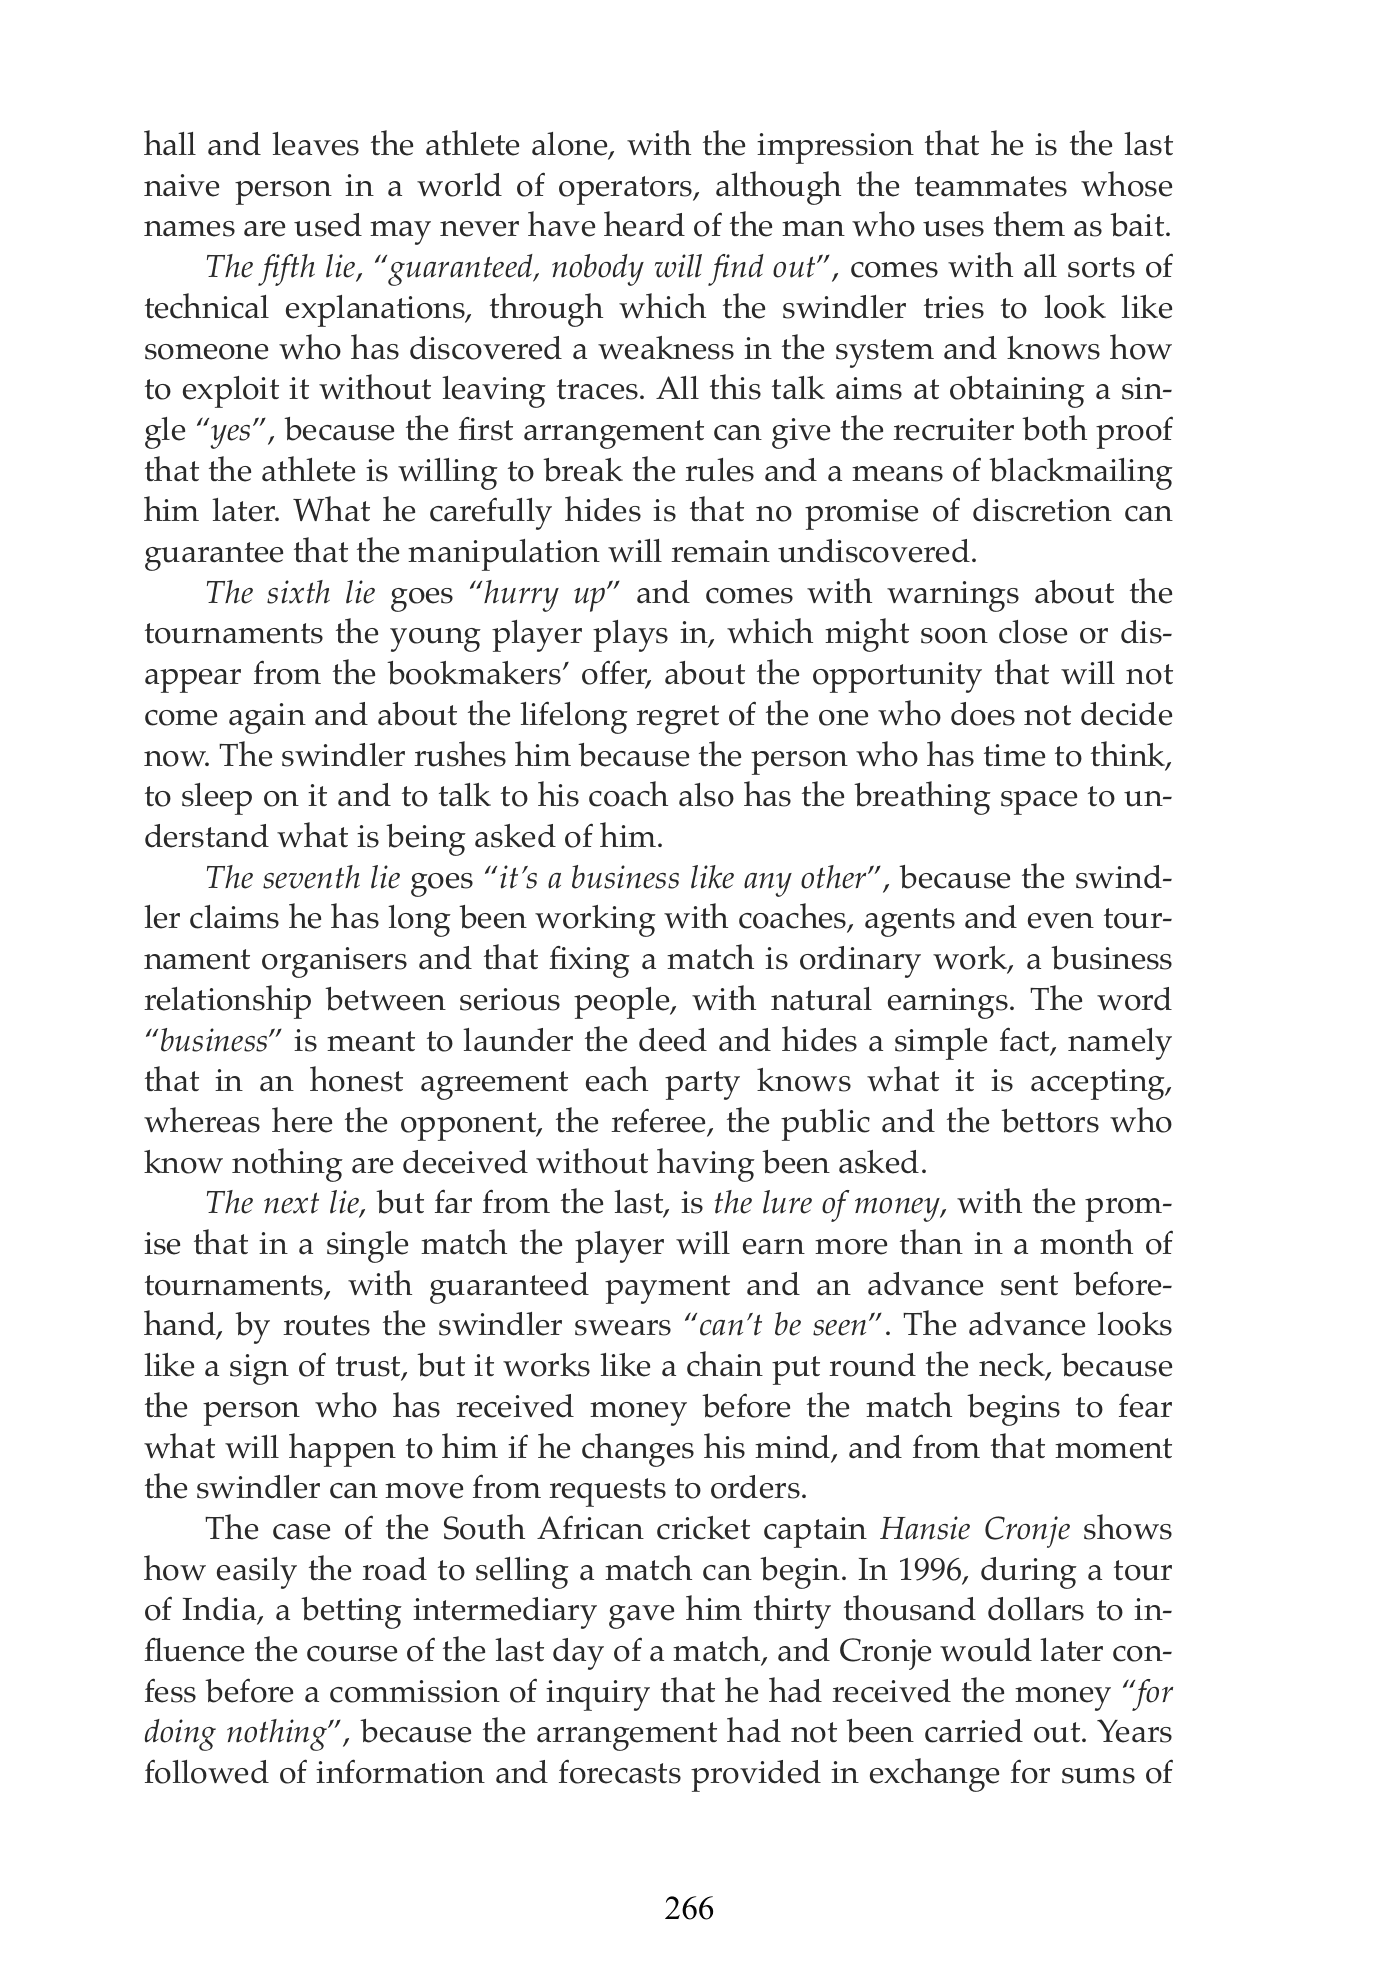 hall and leaves the athlete alone, with the impression that he is the last
naive person in a world of operators, although the teammates whose
names are used may never have heard of the man who uses them as bait.
The fifth lie, “guaranteed, nobody will find out”, comes with all sorts of
technical explanations, through which the swindler tries to look like
someone who has discovered a weakness in the system and knows how
to exploit it without leaving traces. All this talk aims at obtaining a sin-
gle “yes”, because the first arrangement can give the recruiter both proof
that the athlete is willing to break the rules and a means of blackmailing
him later. What he carefully hides is that no promise of discretion can
guarantee that the manipulation will remain undiscovered.
The sixth lie goes “hurry up” and comes with warnings about the
tournaments the young player plays in, which might soon close or dis-
appear from the bookmakers’ offer, about the opportunity that will not
come again and about the lifelong regret of the one who does not decide
now. The swindler rushes him because the person who has time to think,
to sleep on it and to talk to his coach also has the breathing space to un-
derstand what is being asked of him.
The seventh lie goes “it’s a business like any other”, because the swind-
ler claims he has long been working with coaches, agents and even tour-
nament organisers and that fixing a match is ordinary work, a business
relationship between serious people, with natural earnings. The word
“business” is meant to launder the deed and hides a simple fact, namely
that in an honest agreement each party knows what it is accepting,
whereas here the opponent, the referee, the public and the bettors who
know nothing are deceived without having been asked.
The next lie, but far from the last, is the lure of money, with the prom-
ise that in a single match the player will earn more than in a month of
tournaments, with guaranteed payment and an advance sent before-
hand, by routes the swindler swears “can’t be seen”. The advance looks
like a sign of trust, but it works like a chain put round the neck, because
the person who has received money before the match begins to fear
what will happen to him if he changes his mind, and from that moment
the swindler can move from requests to orders.
The case of the South African cricket captain Hansie Cronje shows
how easily the road to selling a match can begin. In 1996, during a tour
of India, a betting intermediary gave him thirty thousand dollars to in-
fluence the course of the last day of a match, and Cronje would later con-
fess before a commission of inquiry that he had received the money “for
doing nothing”, because the arrangement had not been carried out. Years
followed of information and forecasts provided in exchange for sums of
266